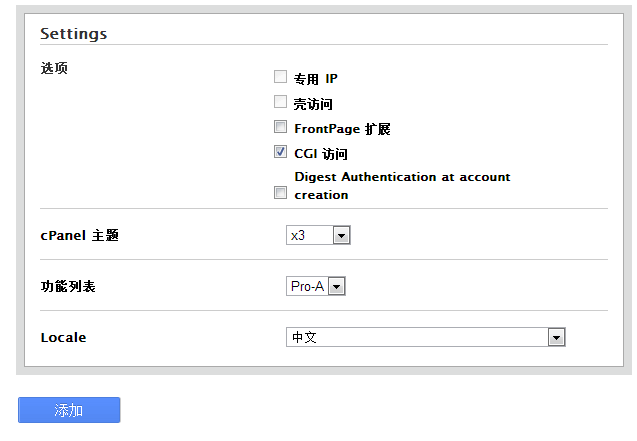 Settings
选项
专用 IP
壳访问
FrontPage 扩展
CGI 访问
Digest Authentication at account
creation
cPanel 主题
x3
功能列表
Pro-A
Locale
中文
添加